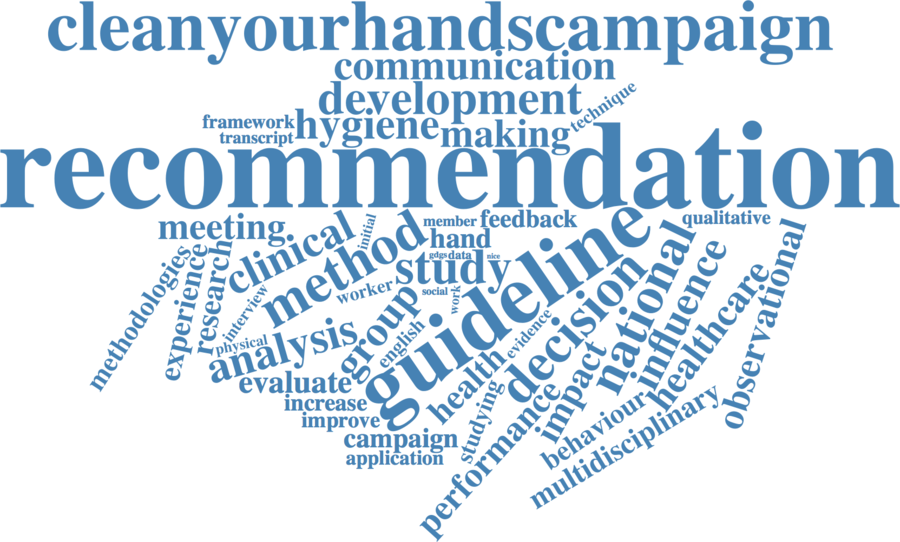 cleanyourhandscampaign
communication
development
technique
framework
hygiene
making
transcript
recommendation
meeting
clinical
initial
method
member
feedback
qualitative
hand
gdgs
data
nice
study
guideline
methodologies
experience
research
interview
worker
social
work
national
influence
observational
decision
healthcare
physical
analysis
group
english
evidence
health
impact
evaluate
increase
improve
studying
performance
behaviour
multidisciplinary
campaign
application